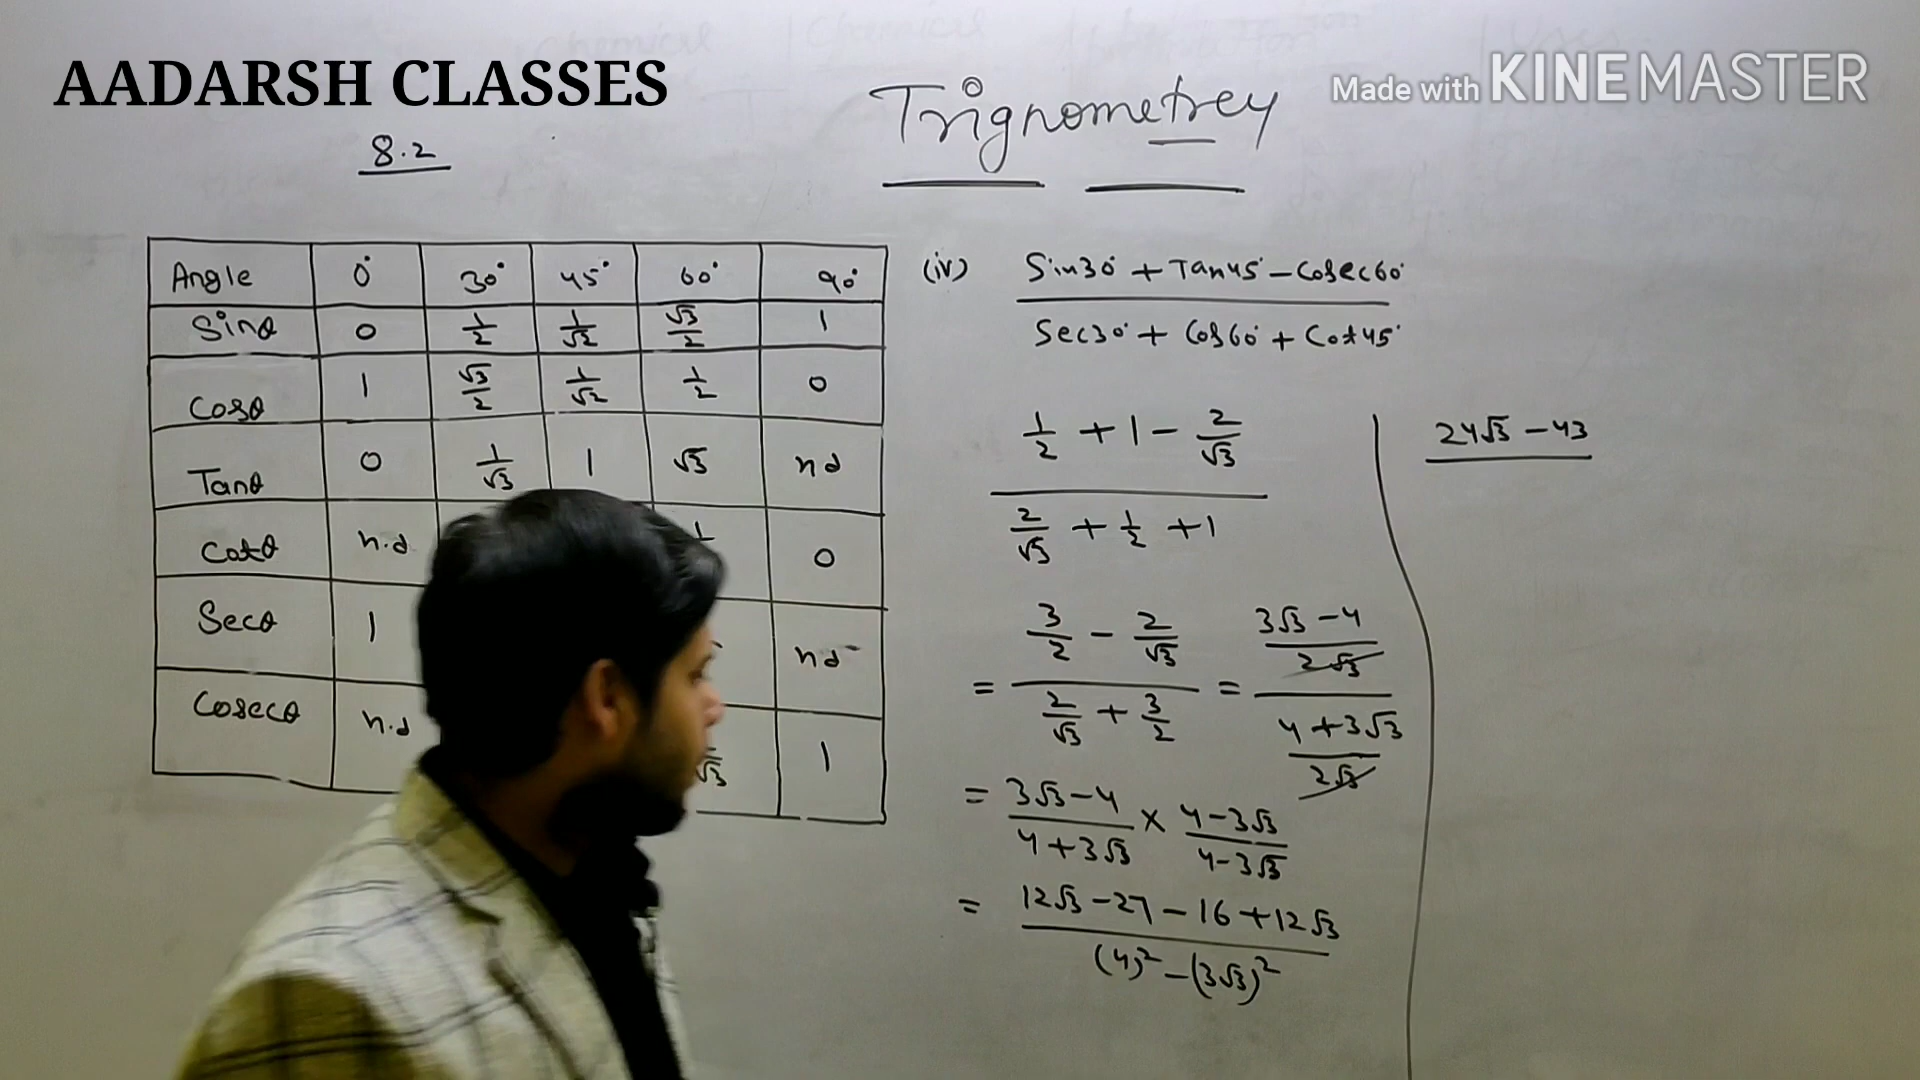 AADARSH CLASSES
Made with KINEMASTER
Trignometrey
8.2
Angle 0° 30° 45° 60° 90°
Sinθ 0 1/2 1/√2 √3/2 1
Cosθ 1 √3/2 1/√2 1/2 0
Tanθ 0 1/√3 1 √3 nd
Cotθ n.d 0
Secθ 1 nd
Cosecθ n.d √3 1
(iv) Sin30° + Tan45° - Cosec60°
Sec30° + Cos60° + Cot45°
1/2 + 1 - 2/√3
2/√3 + 1/2 + 1
= 3/2 - 2/√3 = 3√3 - 4
2√3
2/√3 + 3/2 4 + 3√3
2√3
= 3√3 - 4 / 4 + 3√3 × 4 - 3√3 / 4 - 3√3
= 12√3 - 27 - 16 + 12√3
(4)² - (3√3)²
24√3 - 43